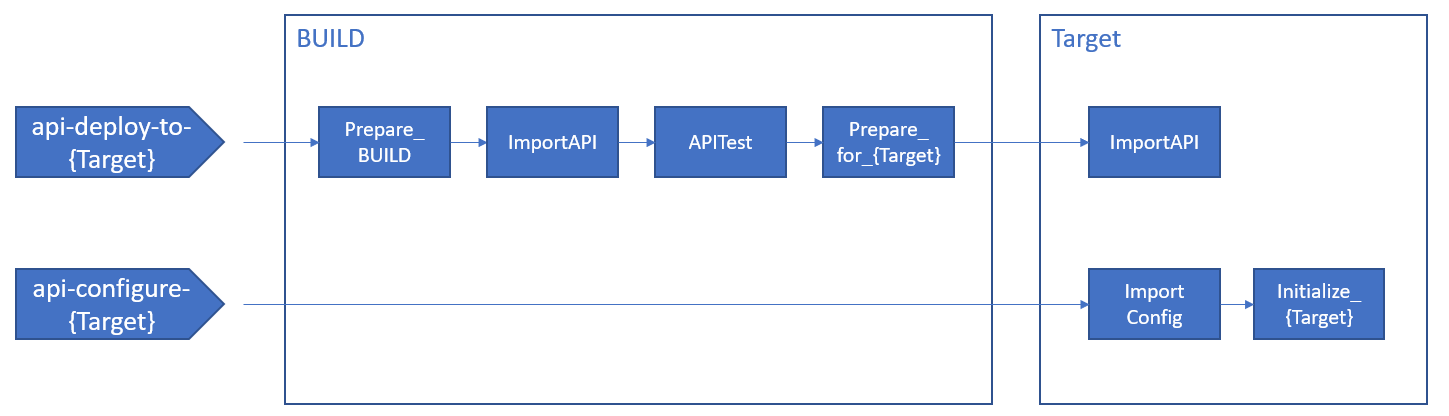 BUILD
Target
api-deploy-to-
{Target}
Prepare_
BUILD
ImportAPI
APITest
Prepare_
for_{Target}
ImportAPI
api-configure-
{Target}
Import
Config
Initialize_
{Target}